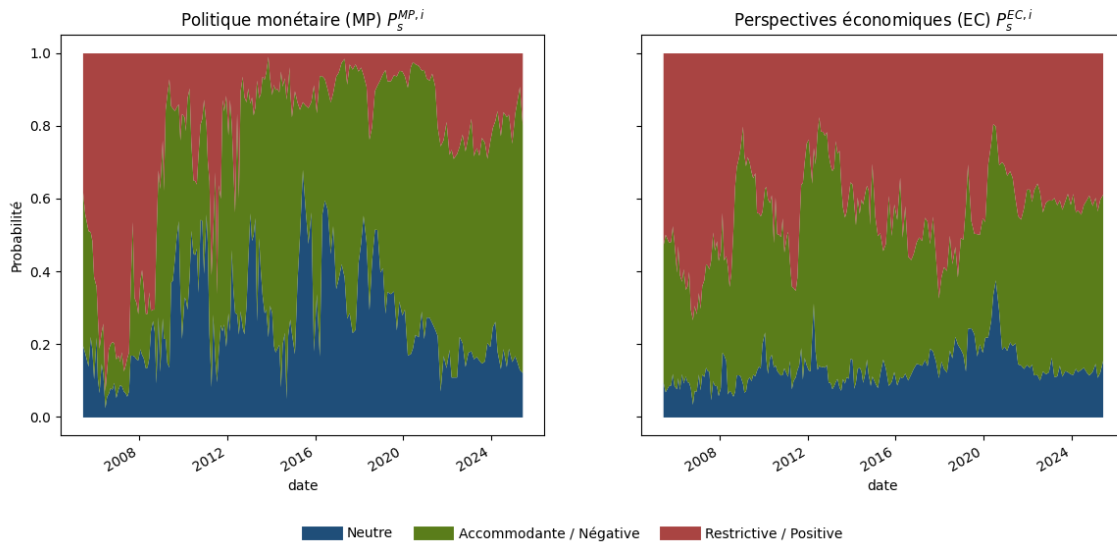 Politique monétaire (MP) $P_s^{MP,i}$
Perspectives économiques (EC) $P_s^{EC,i}$
Probabilité
1.0
0.8
0.6
0.4
0.2
0.0
2008
2012
2016
2020
2024
date
2008
2012
2016
2020
2024
date
Neutre
Accommodante / Négative
Restrictive / Positive